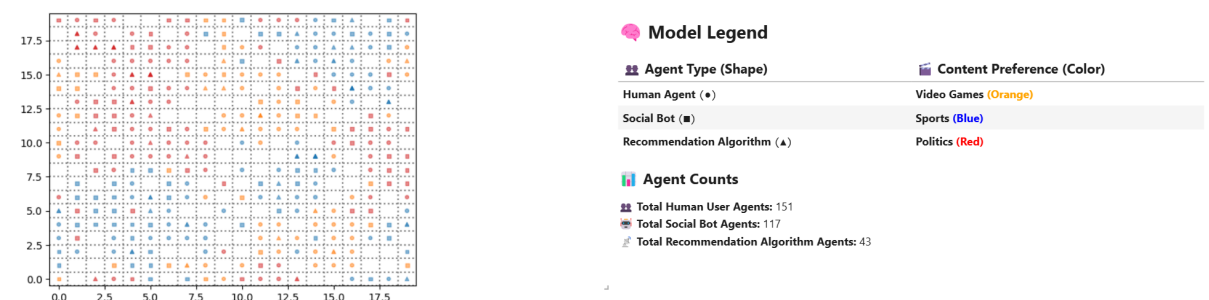 17.5
15.0
12.5
10.0
7.5
5.0
2.5
0.0
0.0 2.5 5.0 7.5 10.0 12.5 15.0 17.5
Model Legend
Agent Type (Shape) Content Preference (Color)
Human Agent (●) Video Games (Orange)
Social Bot (■) Sports (Blue)
Recommendation Algorithm (▲) Politics (Red)
Agent Counts
Total Human User Agents: 151
Total Social Bot Agents: 117
Total Recommendation Algorithm Agents: 43